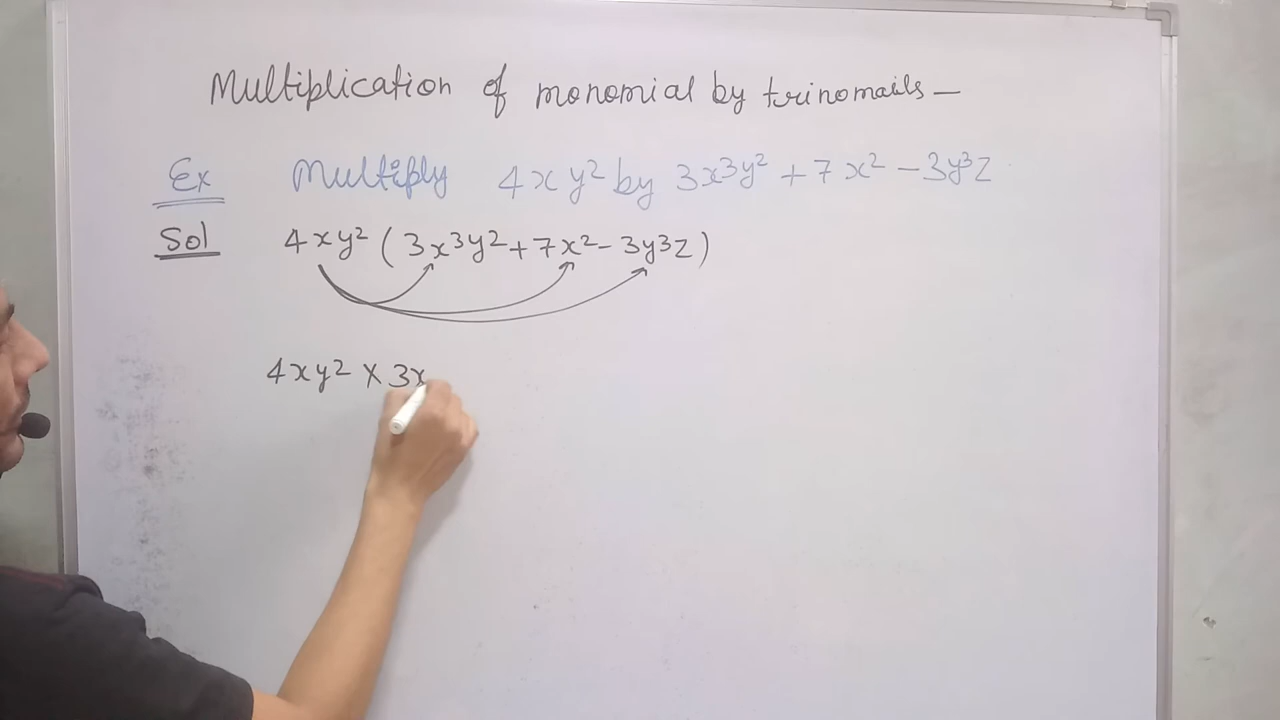 Multiplication of monomial by trinomails —
Ex Multiply 4xy² by 3x³y² + 7x² - 3y³z
Sol 4xy² ( 3x³y² + 7x² - 3y³z )
4xy² × 3x